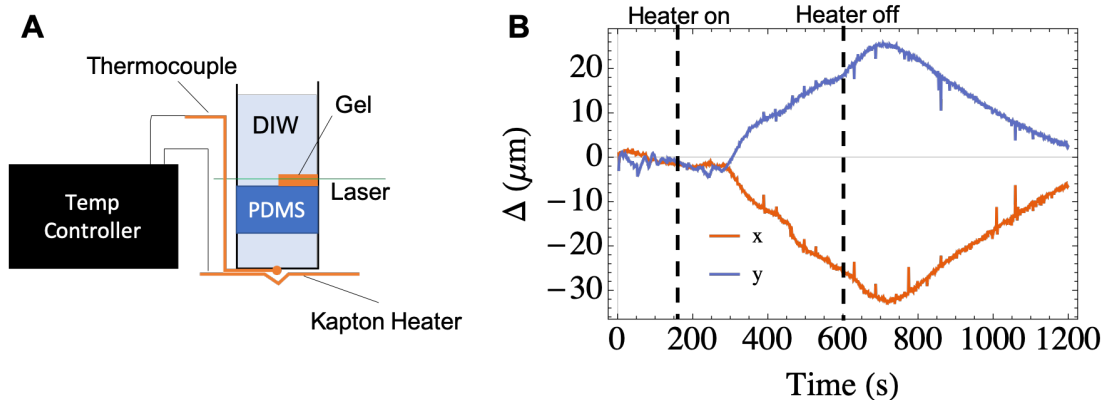 A
Thermocouple
DIW
Gel
Laser
PDMS
Temp
Controller
Kapton Heater
B
Heater on
Heater off
Δ (μm)
20
10
0
−10
−20
−30
x
y
0 200 400 600 800 1000 1200
Time (s)